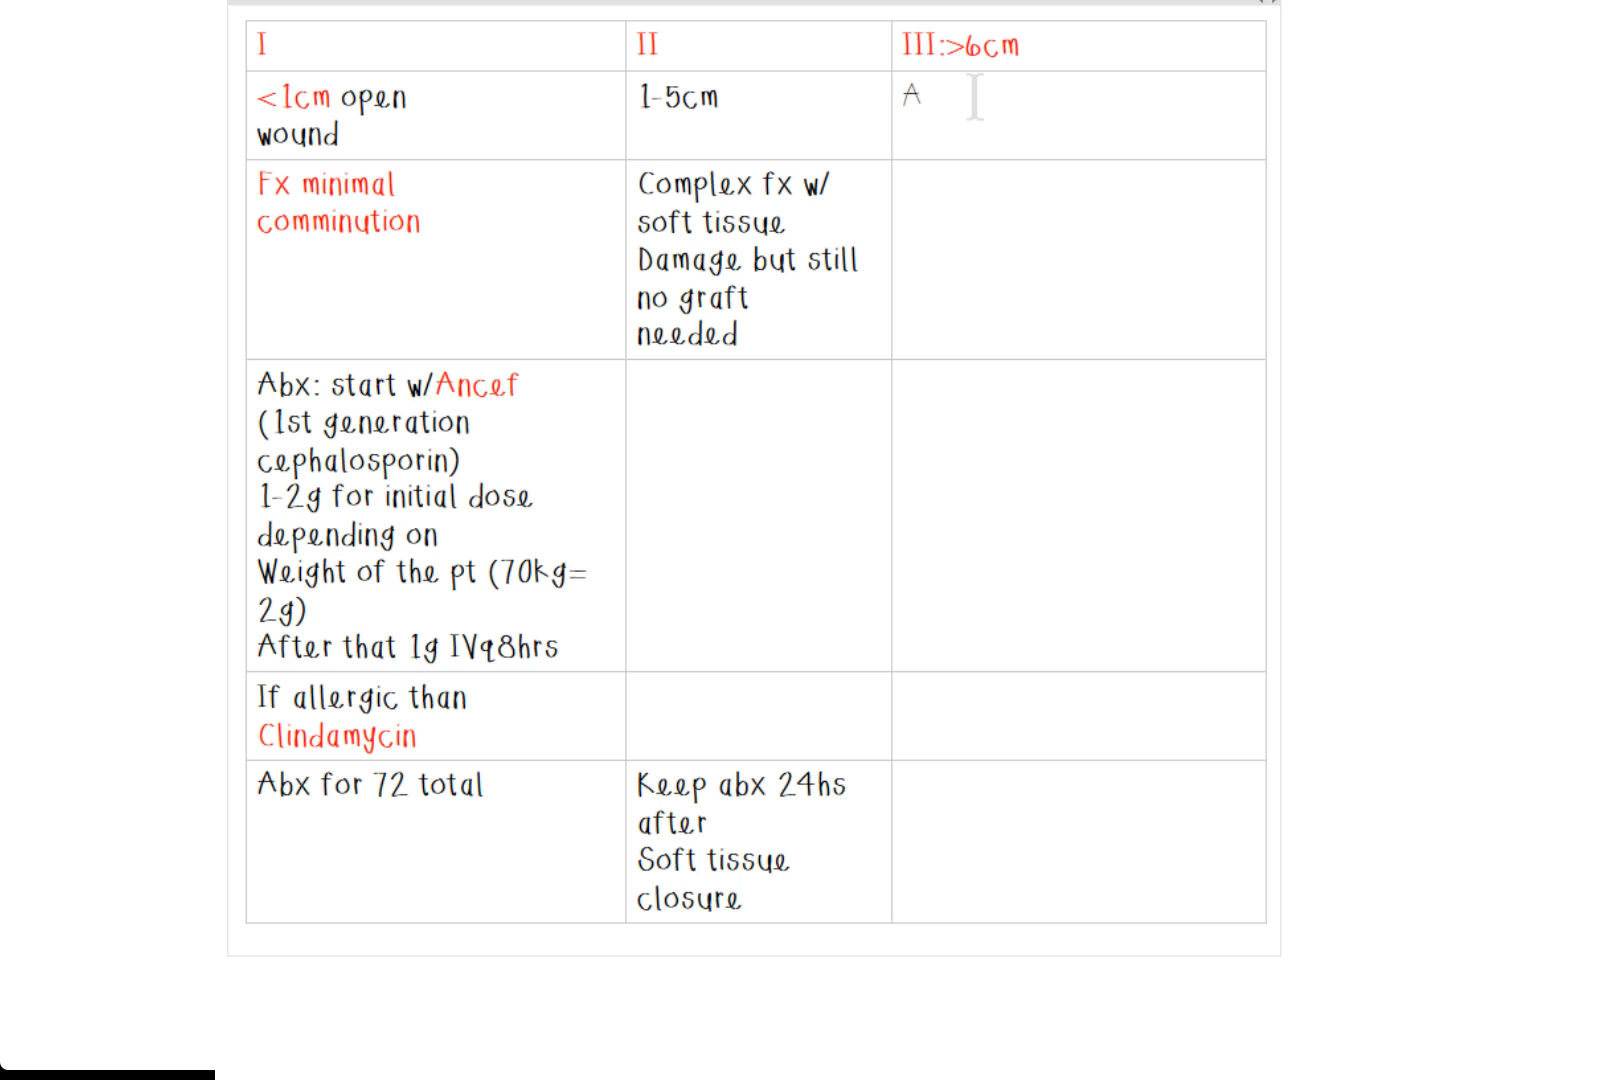 I
II
III:>6cm
<1cm open
wound
1-5cm
A
Fx minimal
comminution
Complex fx w/
soft tissue
Damage but still
no graft
needed
Abx: start w/Ancef
(1st generation
cephalosporin)
1-2g for initial dose
depending on
Weight of the pt (70kg=
2g)
After that 1g IVq8hrs
If allergic than
Clindamycin
Abx for 72 total
Keep abx 24hs
after
Soft tissue
closure